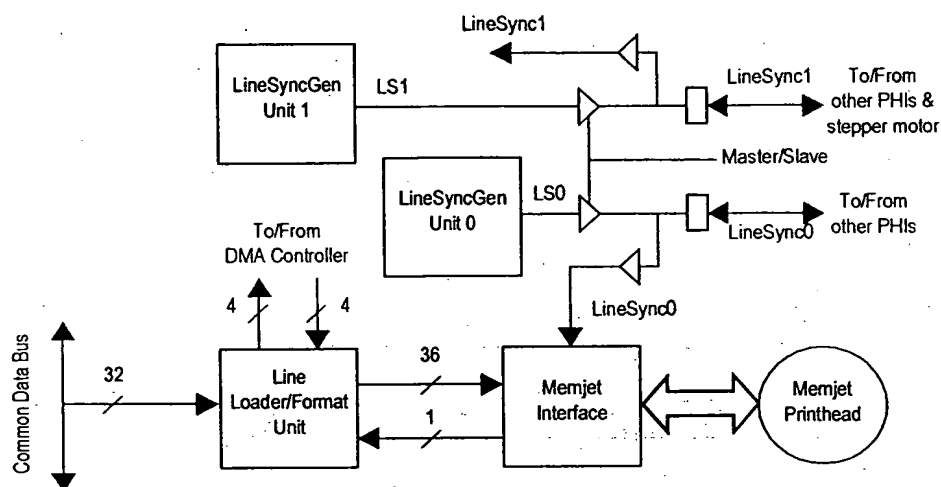 LineSync1
LineSyncGen
Unit 1
LS1
LineSync1
To/From
other PHIs &
stepper motor
Master/Slave
LineSyncGen
Unit 0
LS0
To/From
other PHIs
LineSync0
To/From
DMA Controller
4
4
LineSync0
Common Data Bus
32
Line
Loader/Format
Unit
36
1
Memjet
Interface
Memjet
Printhead